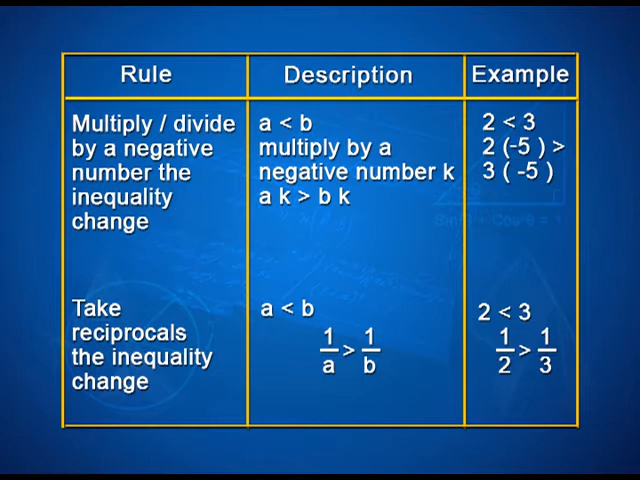 Rule Description Example
Multiply / divide a < b 2 < 3
by a negative multiply by a 2 (-5 ) >
number the negative number k 3 ( -5 )
inequality a k > b k
change
Take a < b 2 < 3
reciprocals 1/a > 1/b 1/2 > 1/3
the inequality
change